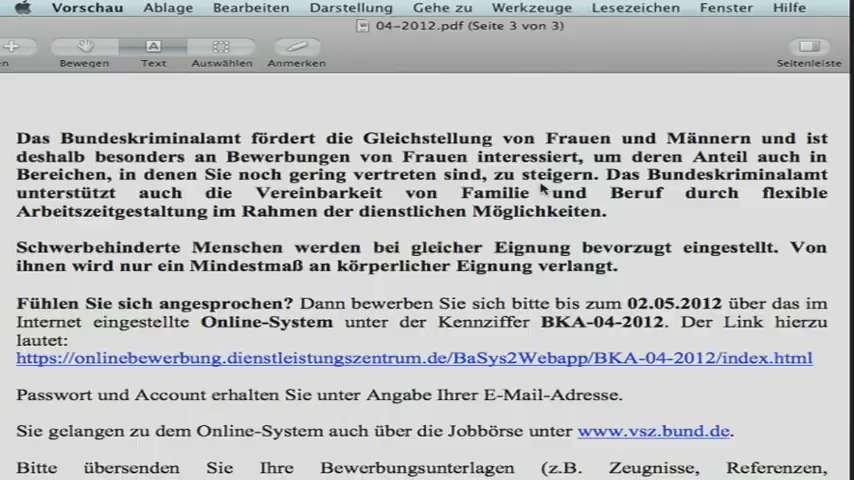 Vorschau Ablage Bearbeiten Darstellung Gehe zu Werkzeuge Lesezeichen Fenster Hilfe
04-2012.pdf (Seite 3 von 3)
Bewegen Text Auswählen Anmerken Seitenleiste
Das Bundeskriminalamt fördert die Gleichstellung von Frauen und Männern und ist
deshalb besonders an Bewerbungen von Frauen interessiert, um deren Anteil auch in
Bereichen, in denen Sie noch gering vertreten sind, zu steigern. Das Bundeskriminalamt
unterstützt auch die Vereinbarkeit von Familie und Beruf durch flexible
Arbeitszeitgestaltung im Rahmen der dienstlichen Möglichkeiten.
Schwerbehinderte Menschen werden bei gleicher Eignung bevorzugt eingestellt. Von
ihnen wird nur ein Mindestmaß an körperlicher Eignung verlangt.
Fühlen Sie sich angesprochen? Dann bewerben Sie sich bitte bis zum 02.05.2012 über das im
Internet eingestellte Online-System unter der Kennziffer BKA-04-2012. Der Link hierzu
lautet:
https://onlinebewerbung.dienstleistungszentrum.de/BaSys2Webapp/BKA-04-2012/index.html
Passwort und Account erhalten Sie unter Angabe Ihrer E-Mail-Adresse.
Sie gelangen zu dem Online-System auch über die Jobbörse unter www.vsz.bund.de.
Bitte übersenden Sie Ihre Bewerbungsunterlagen (z.B. Zeugnisse, Referenzen,